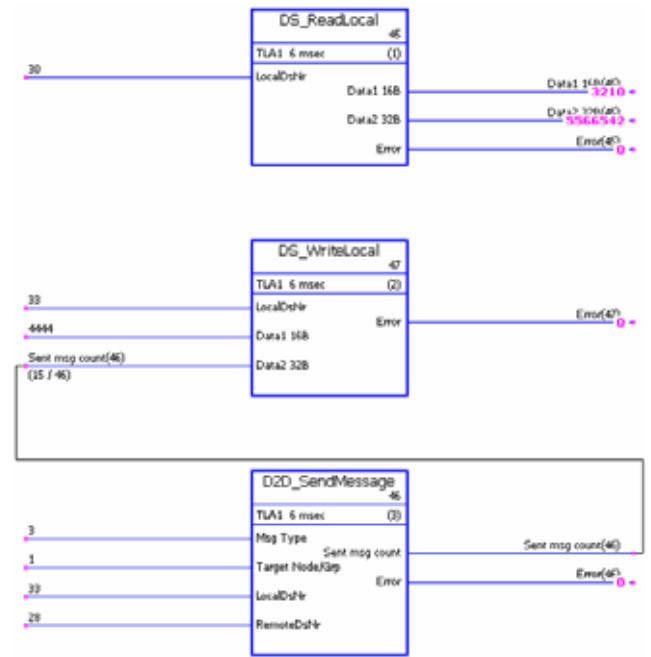 DS_ReadLocal
45
TLA1 6 msec (1)
30
LocalDsNr
Data1 16B
3210
Data2 32B
5566542
Error
0
DS_WriteLocal
47
TLA1 6 msec (2)
33
LocalDsNr
Error
Error(47)
0
4444
Data1 16B
Sent msg count(46)
Data2 32B
(15 / 46)
D2D_SendMessage
46
TLA1 6 msec (3)
3
Msg Type
Sent msg count
Sent msg count(46)
1
Target Node/Grp
Error
Error(46)
0
33
LocalDsNr
28
RemoteDsNr